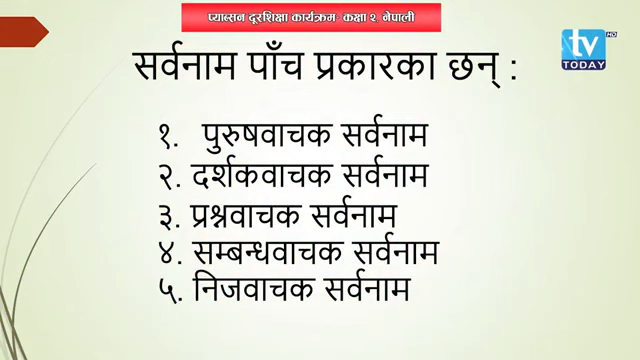 प्याब्सन दूरशिक्षा कार्यक्रम- कक्षा २ नेपाली
tv HD
TODAY
सर्वनाम पाँच प्रकारका छन् :
१. पुरुषवाचक सर्वनाम
२. दर्शकवाचक सर्वनाम
३. प्रश्नवाचक सर्वनाम
४. सम्बन्धवाचक सर्वनाम
५. निजवाचक सर्वनाम